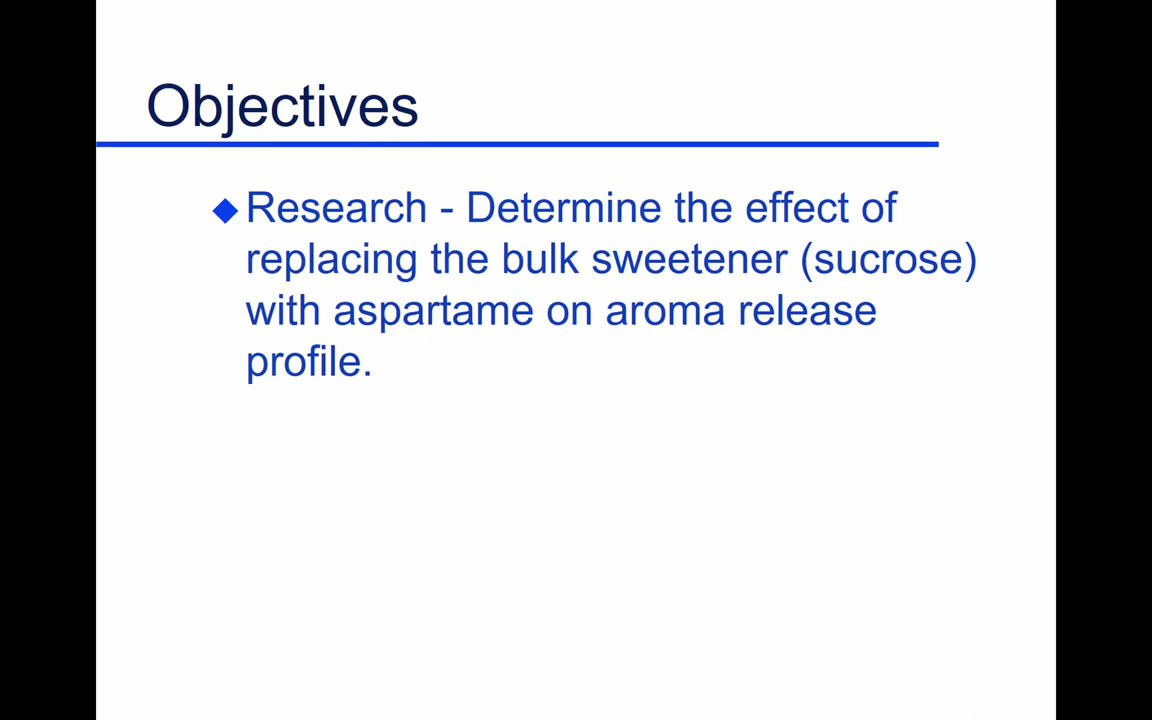 Objectives
Research - Determine the effect of
replacing the bulk sweetener (sucrose)
with aspartame on aroma release
profile.